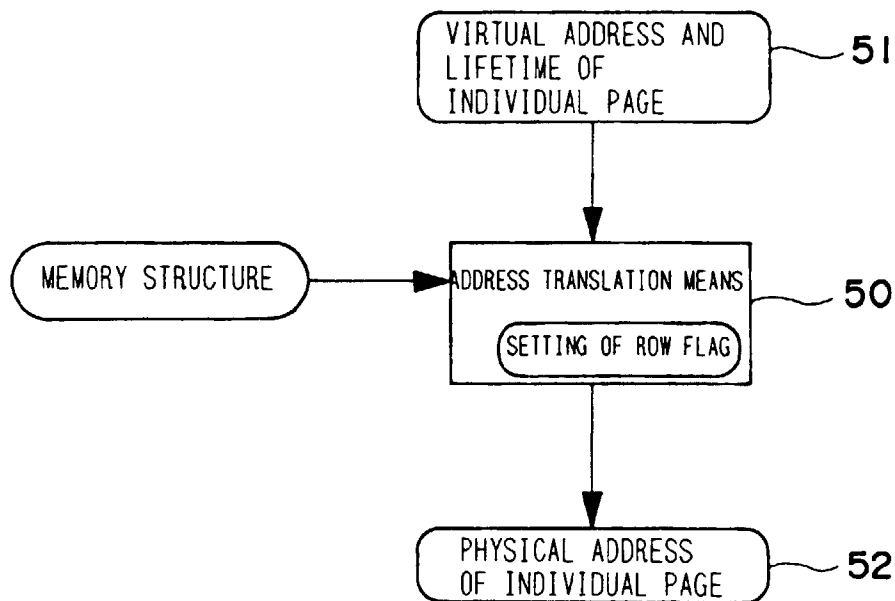 VIRTUAL ADDRESS AND
LIFETIME OF
INDIVIDUAL PAGE
51
MEMORY STRUCTURE
ADDRESS TRANSLATION MEANS
50
SETTING OF ROW FLAG
PHYSICAL ADDRESS
OF INDIVIDUAL PAGE
52